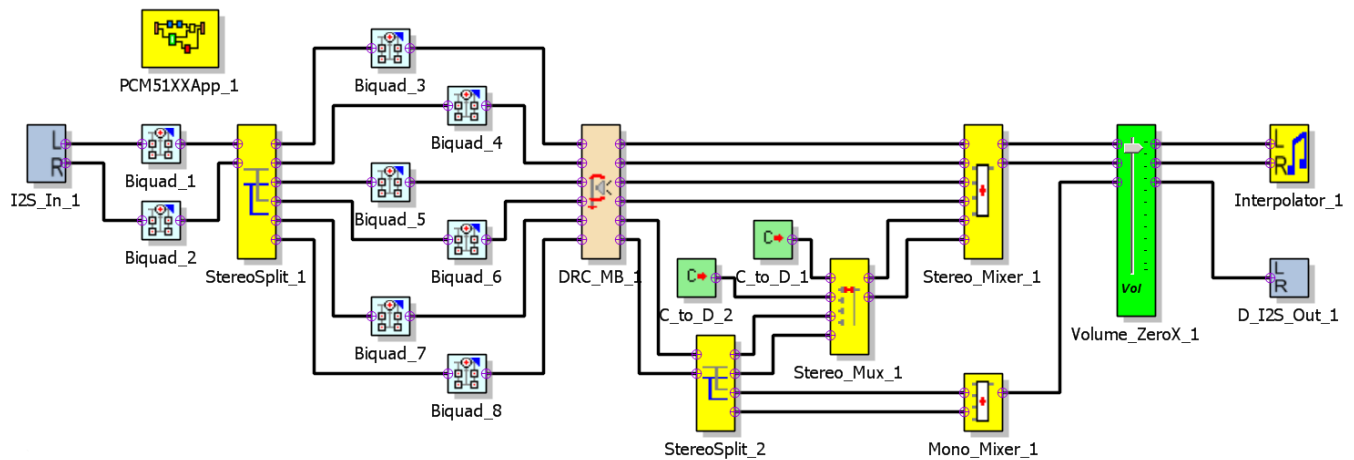 PCM51XXApp_1
Biquad_3
Biquad_4
L
R
I2S_In_1
Biquad_1
Biquad_2
StereoSplit_1
Biquad_5
Biquad_6
Biquad_7
Biquad_8
DRC_MB_1
C
C_to_D_1
C
C_to_D_2
Stereo_Mux_1
StereoSplit_2
Stereo_Mixer_1
Mono_Mixer_1
Vol
Volume_ZeroX_1
L
R
Interpolator_1
L
R
D_I2S_Out_1